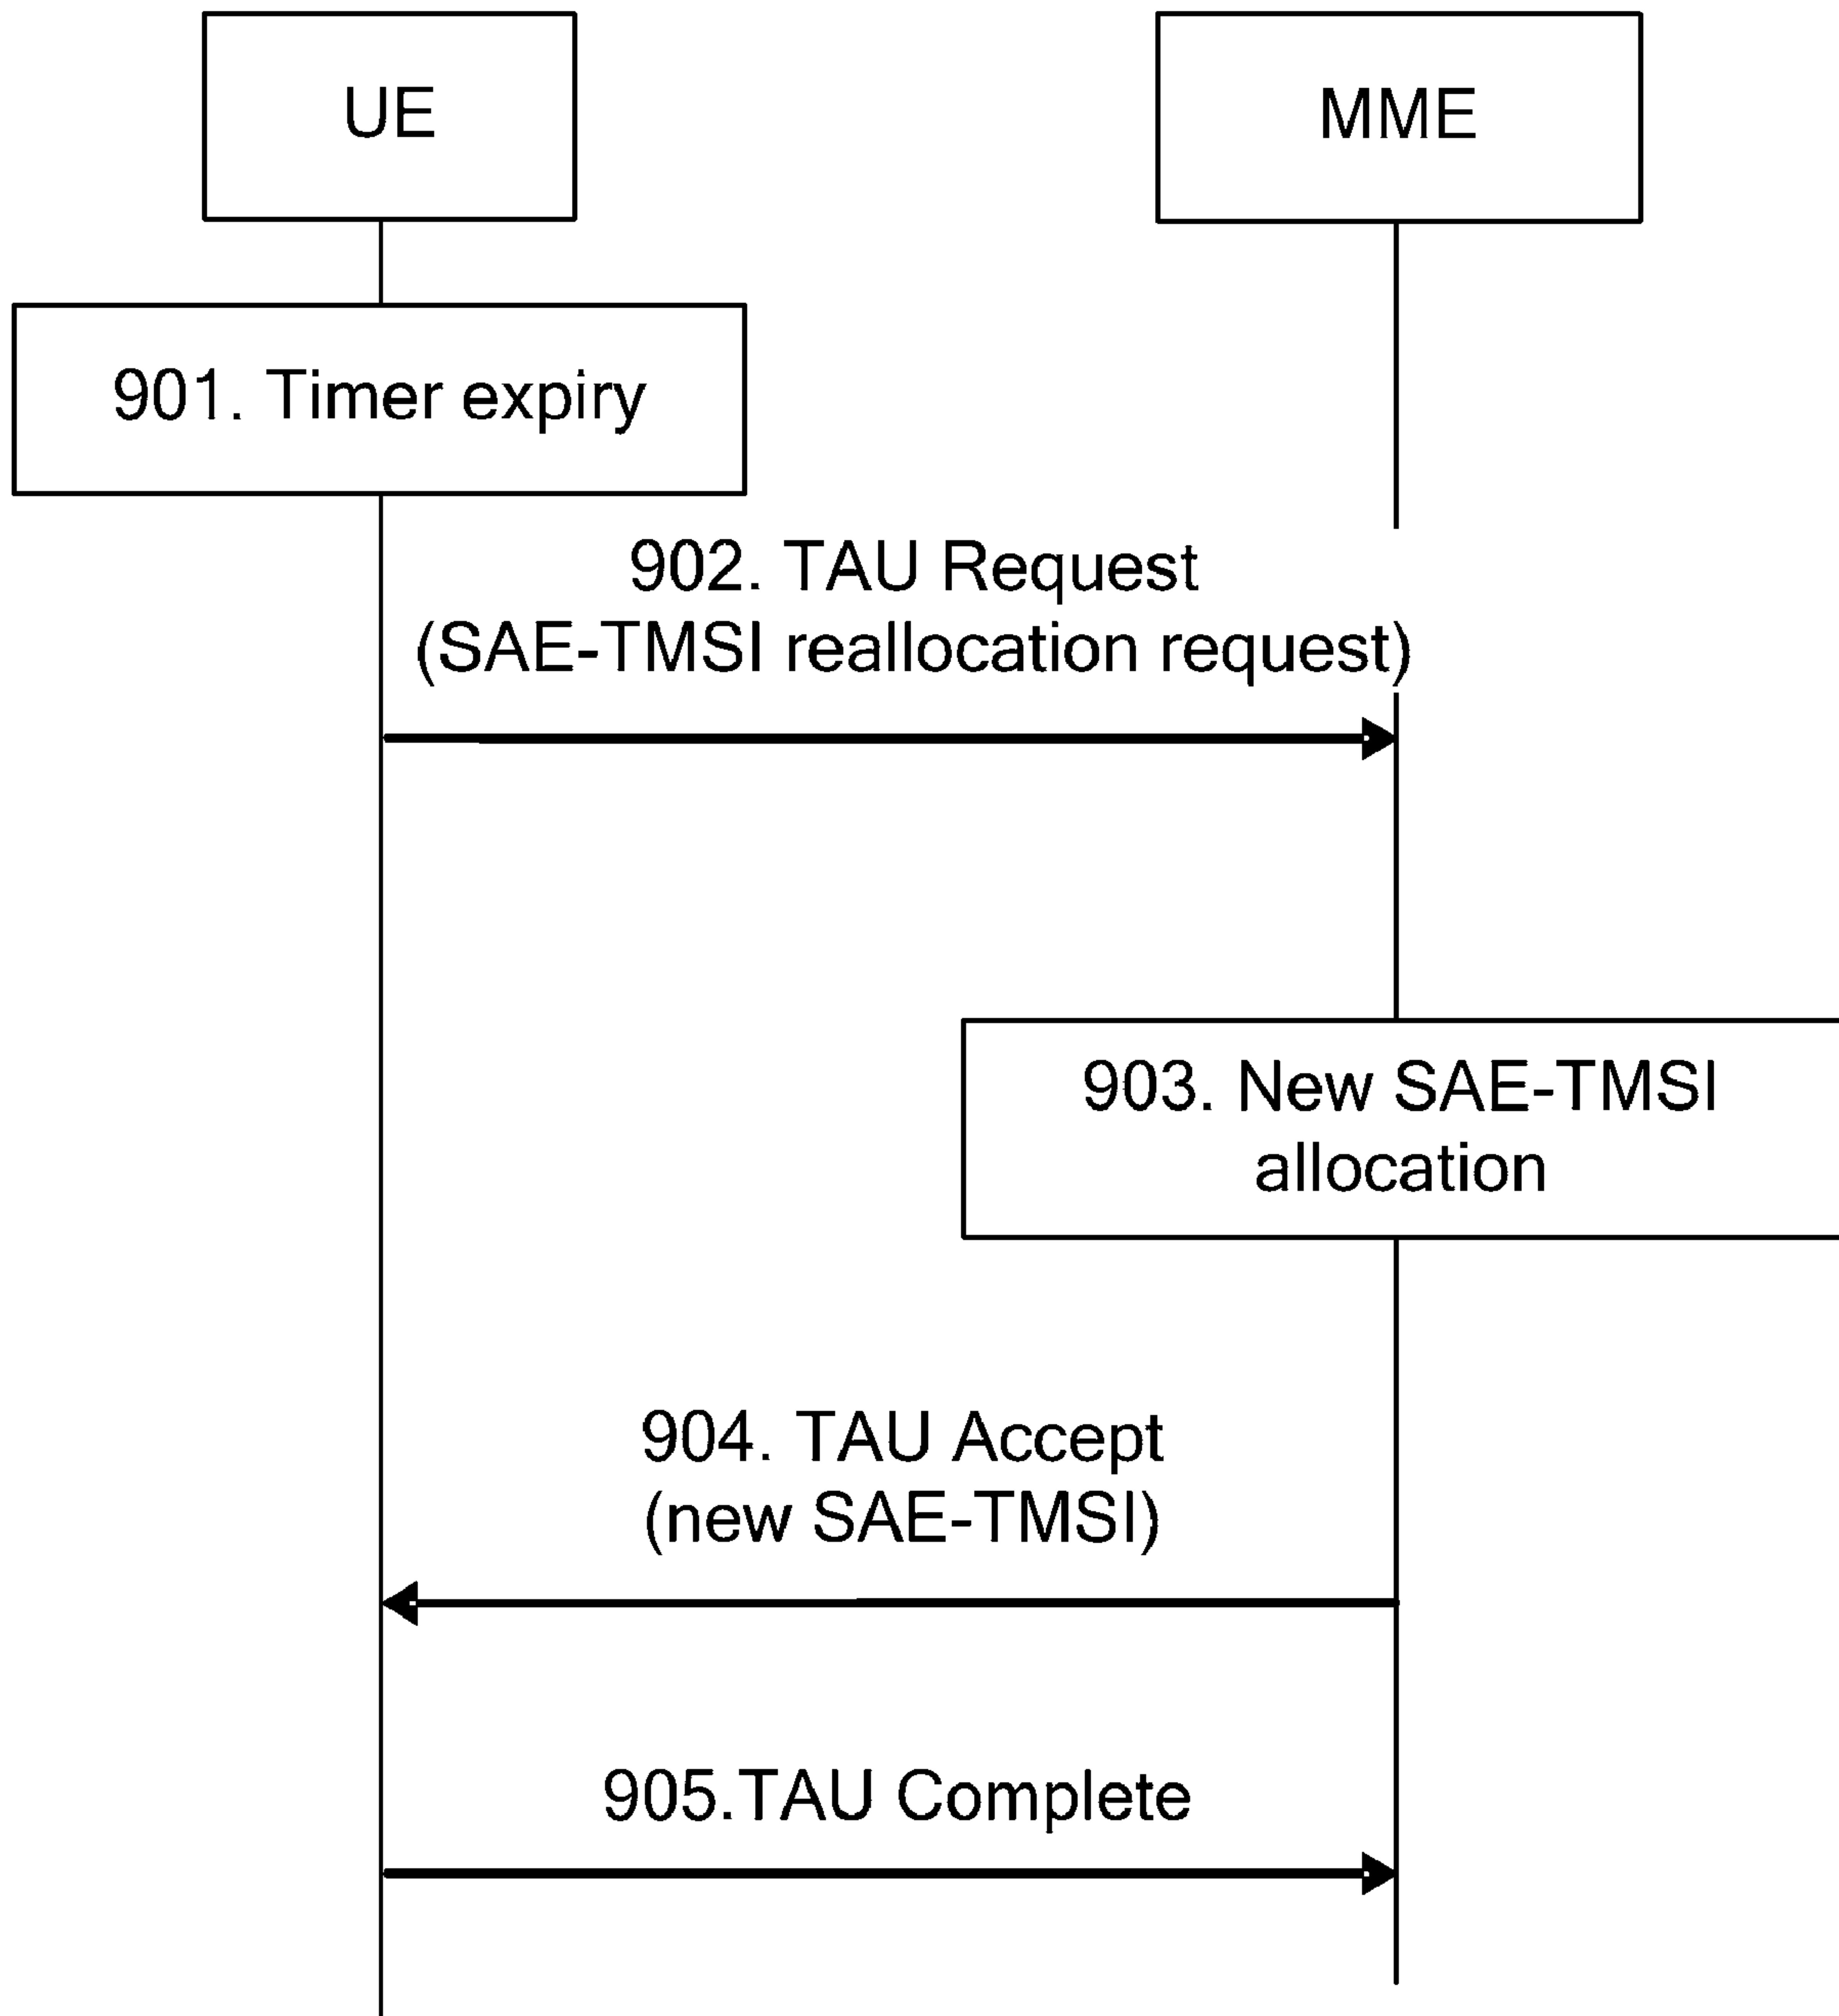 UE
MME
901. Timer expiry
902. TAU Request
(SAE-TMSI reallocation request)
903. New SAE-TMSI
allocation
904. TAU Accept
(new SAE-TMSI)
905.TAU Complete